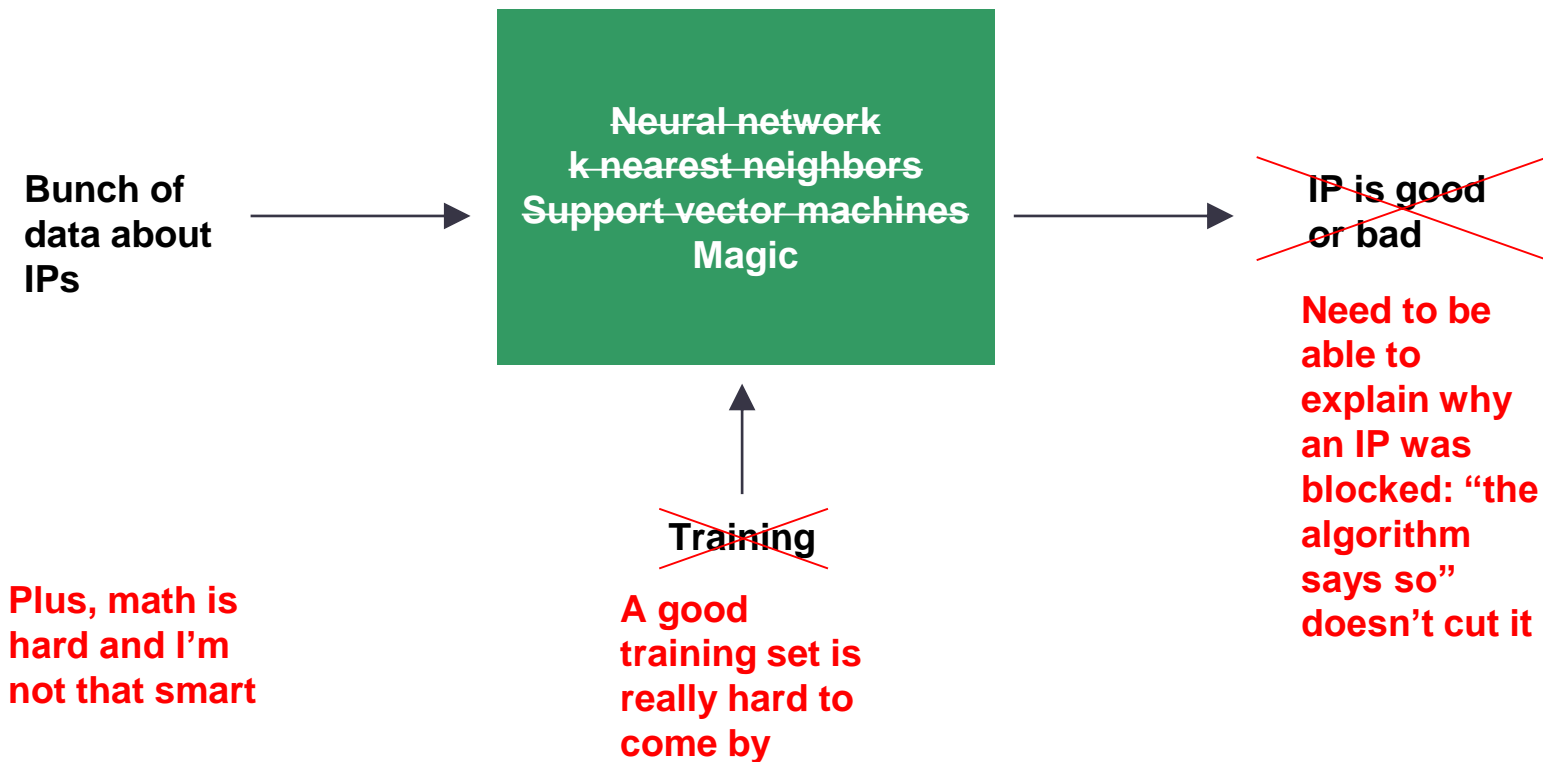 Neural network
k nearest neighbors
Support vector machines
Magic
Bunch of
data about
IPs
IP is good
or bad
Need to be
able to
explain why
an IP was
blocked: “the
algorithm
says so”
doesn’t cut it
Training
A good
training set is
really hard to
come by
Plus, math is
hard and I’m
not that smart